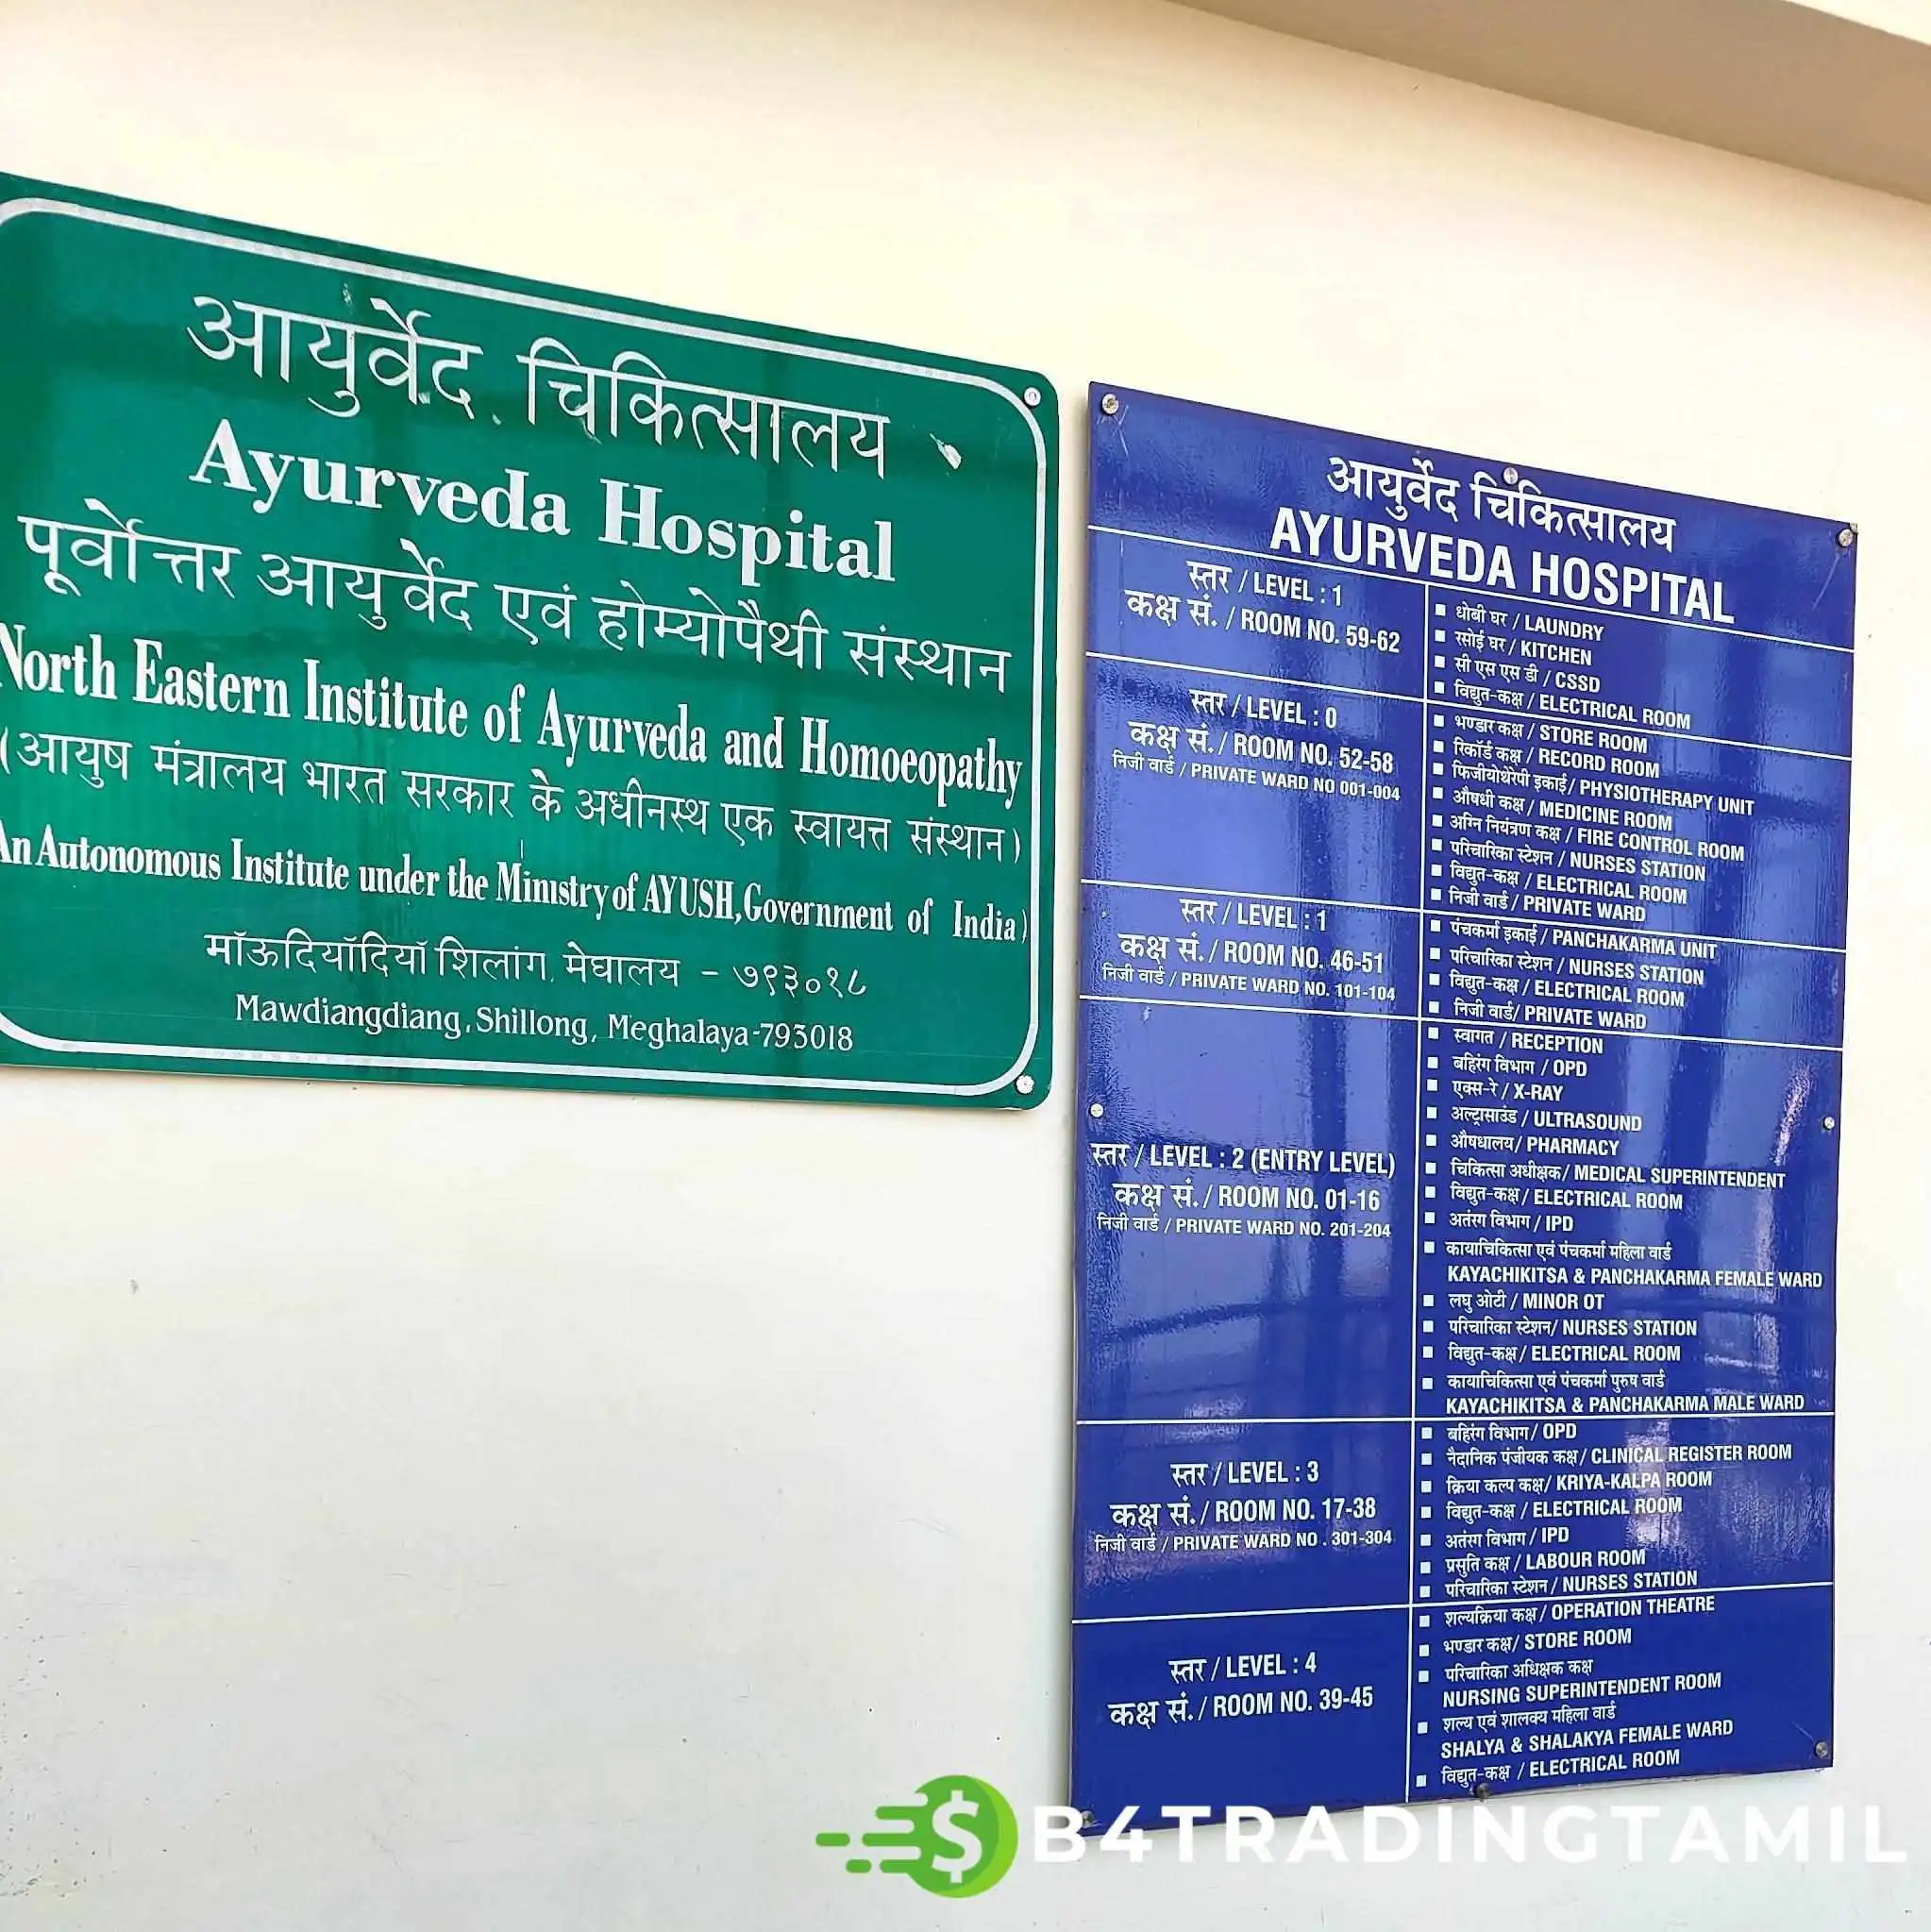 आयुर्वेद चिकित्सालय
Ayurveda Hospital
पूर्वोत्तर आयुर्वेद एवं होम्योपैथी संस्थान
North Eastern Institute of Ayurveda and Homoeopathy
(आयुष मंत्रालय भारत सरकार के अधीनस्थ एक स्वायत्त संस्थान)
An Autonomous Institute under the Ministry of AYUSH, Government of India)
मॉऊदियॉदियॉ शिलांग, मेघालय - ७९३०१८
Mawdiangdiang, Shillong, Meghalaya-793018
आयुर्वेद चिकित्सालय
AYURVEDA HOSPITAL
स्तर / LEVEL : 1
कक्ष सं. / ROOM NO. 59-62
धोबी घर / LAUNDRY
रसोई घर / KITCHEN
सी एस एस डी / CSSD
विद्युत-कक्ष / ELECTRICAL ROOM
स्तर / LEVEL : 0
कक्ष सं. / ROOM NO. 52-58
निजी वार्ड / PRIVATE WARD NO 001-004
भण्डार कक्ष / STORE ROOM
रिकॉर्ड कक्ष / RECORD ROOM
फिजीयोथेरेपी इकाई/ PHYSIOTHERAPY UNIT
औषधी कक्ष / MEDICINE ROOM
अग्नि नियंत्रण कक्ष / FIRE CONTROL ROOM
परिचारिका स्टेशन / NURSES STATION
विद्युत-कक्ष / ELECTRICAL ROOM
निजी वार्ड / PRIVATE WARD
स्तर / LEVEL : 1
कक्ष सं. / ROOM NO. 46-51
निजी वार्ड / PRIVATE WARD NO. 101-104
पंचकर्मा इकाई / PANCHAKARMA UNIT
परिचारिका स्टेशन / NURSES STATION
विद्युत-कक्ष / ELECTRICAL ROOM
निजी वार्ड/ PRIVATE WARD
स्तर / LEVEL : 2 (ENTRY LEVEL)
कक्ष सं. / ROOM NO. 01-16
निजी वार्ड / PRIVATE WARD NO. 201-204
स्वागत / RECEPTION
बहिरंग विभाग / OPD
एक्स-रे / X-RAY
अल्ट्रासाउंड / ULTRASOUND
औषधालय/ PHARMACY
चिकित्सा अधीक्षक/ MEDICAL SUPERINTENDENT
विद्युत-कक्ष / ELECTRICAL ROOM
अतंरग विभाग / IPD
कायाचिकित्सा एवं पंचकर्मा महिला वार्ड
KAYACHIKITSA & PANCHAKARMA FEMALE WARD
लघु ओटी / MINOR OT
परिचारिका स्टेशन/ NURSES STATION
विद्युत-कक्ष / ELECTRICAL ROOM
कायाचिकित्सा एवं पंचकर्मा पुरुष वार्ड
KAYACHIKITSA & PANCHAKARMA MALE WARD
स्तर / LEVEL : 3
कक्ष सं. / ROOM NO. 17-38
निजी वार्ड / PRIVATE WARD NO . 301-304
बहिरंग विभाग / OPD
नैदानिक पंजीयक कक्ष / CLINICAL REGISTER ROOM
क्रिया कल्प कक्ष/ KRIYA-KALPA ROOM
विद्युत-कक्ष / ELECTRICAL ROOM
अतंरग विभाग / IPD
प्रसुति कक्ष / LABOUR ROOM
परिचारिका स्टेशन / NURSES STATION
स्तर / LEVEL : 4
कक्ष सं. / ROOM NO. 39-45
शल्यक्रिया कक्ष / OPERATION THEATRE
भण्डार कक्ष/ STORE ROOM
परिचारिका अधिक्षक कक्ष
NURSING SUPERINTENDENT ROOM
शल्य एवं शालक्य महिला वार्ड
SHALYA & SHALAKYA FEMALE WARD
विद्युत-कक्ष / ELECTRICAL ROOM
$ B4TRADINGTAMIL